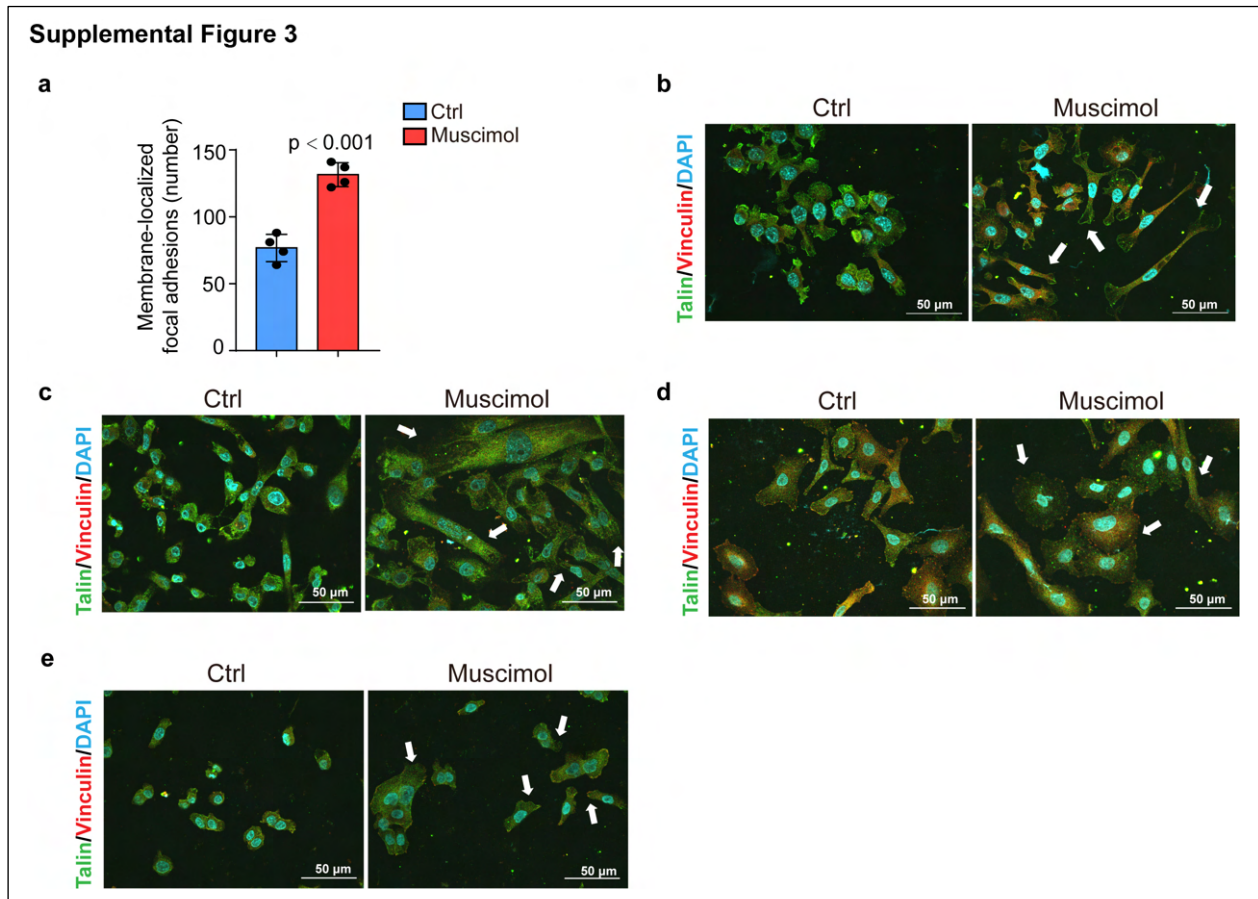 Supplemental Figure 3
a
Membrane-localized
focal adhesions (number)
150
100
50
0
p < 0.001
Ctrl
Muscimol
b
Ctrl
Muscimol
Talin/Vinculin/DAPI
50 µm
50 µm
c
Ctrl
Muscimol
Talin/Vinculin/DAPI
50 µm
50 µm
d
Ctrl
Muscimol
Talin/Vinculin/DAPI
50 µm
50 µm
e
Ctrl
Muscimol
Talin/Vinculin/DAPI
50 µm
50 µm